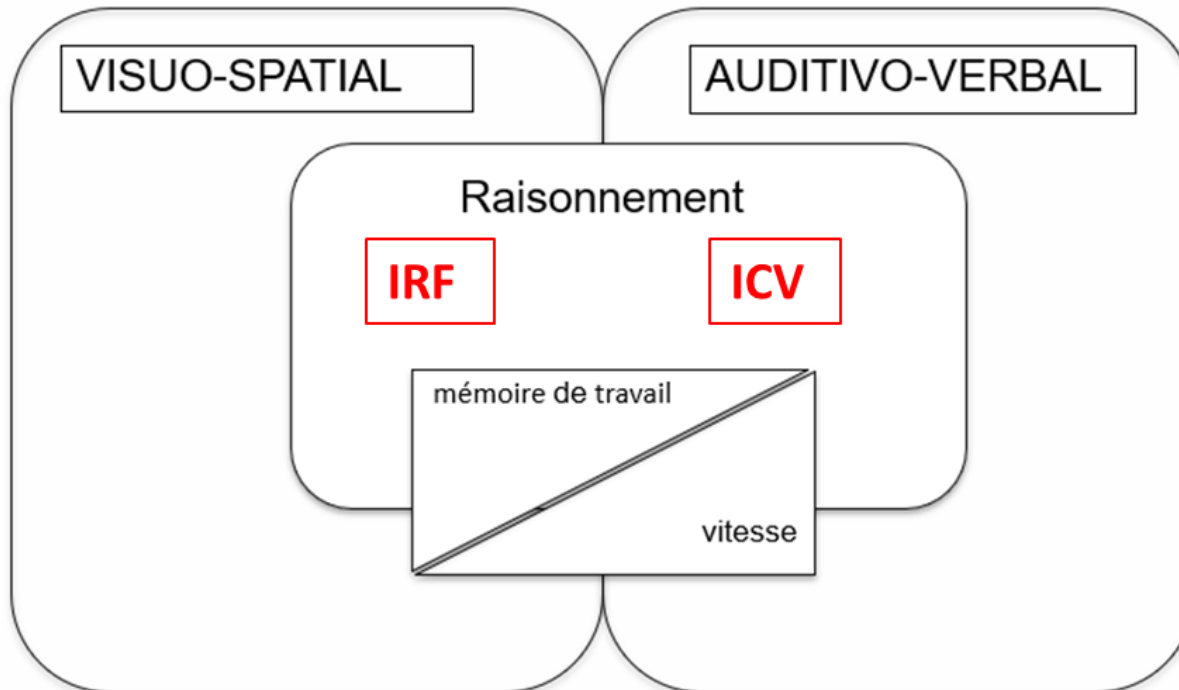 VISUO-SPATIAL
AUDITIVO-VERBAL
Raisonnement
IRF
ICV
mémoire de travail
vitesse